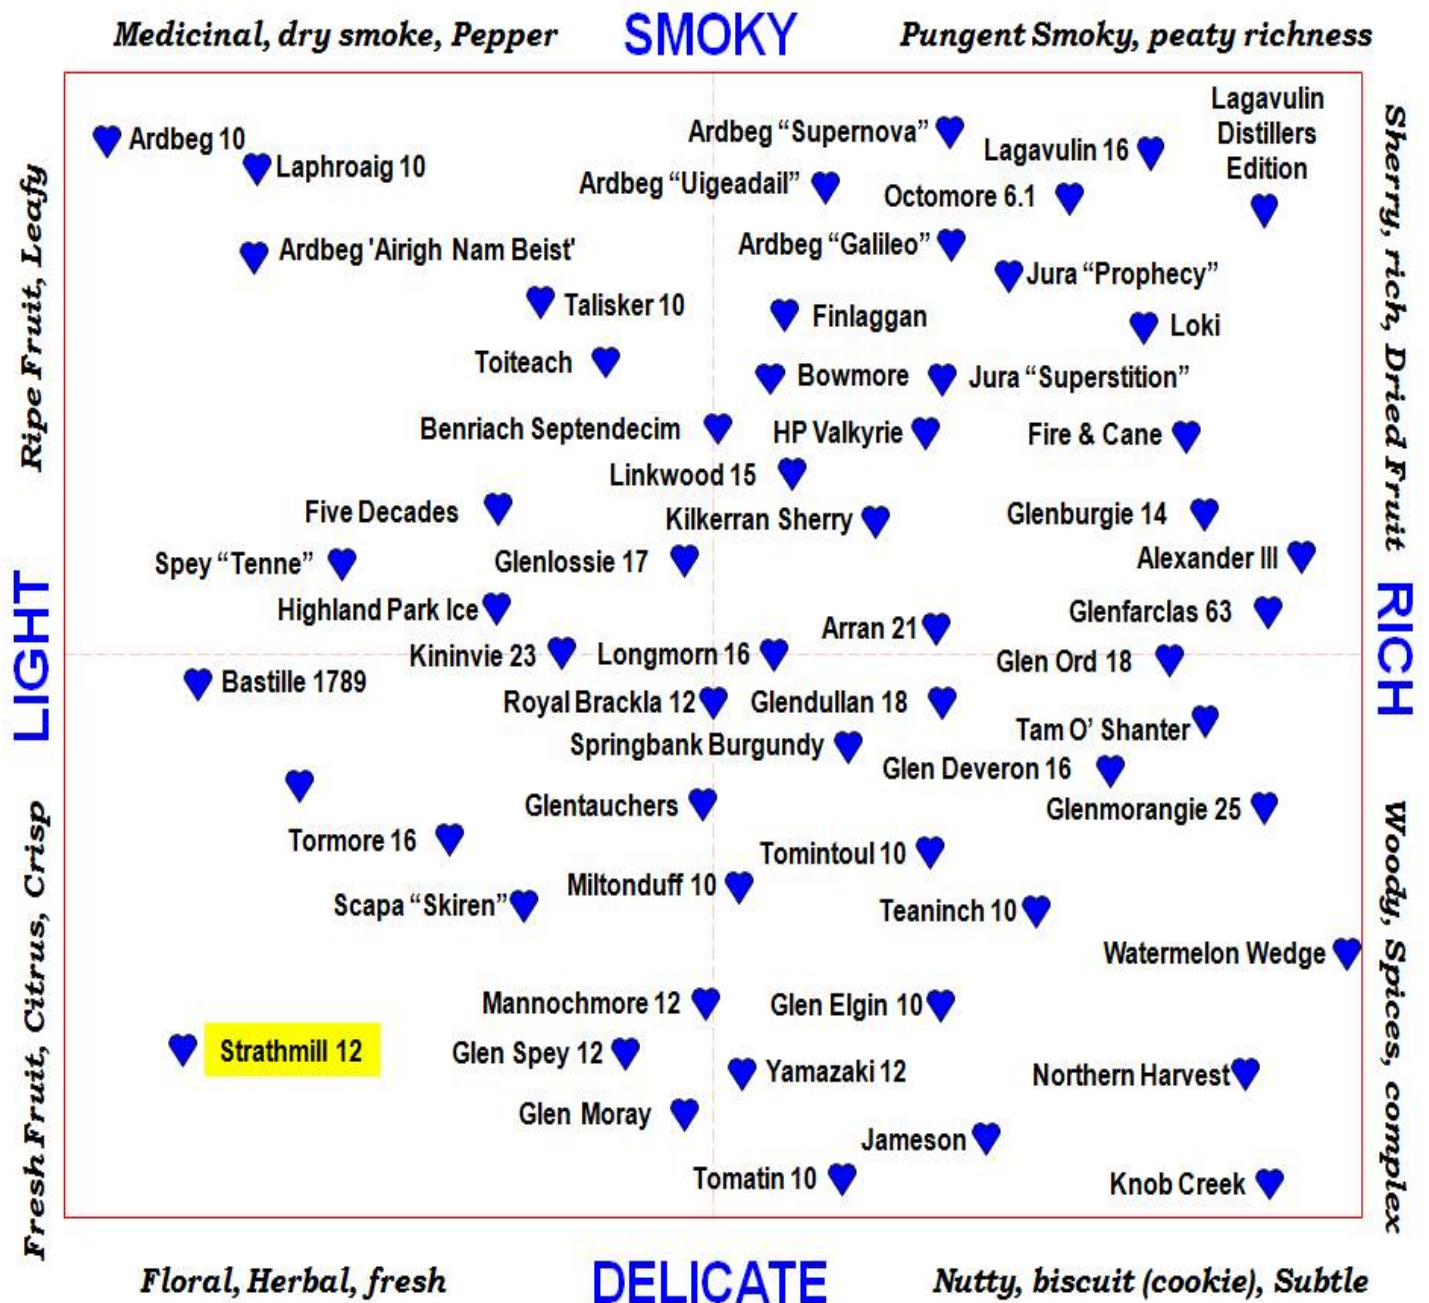 Medicinal, dry smoke, Pepper
SMOKY
Pungent Smoky, peaty richness
Ripe Fruit, Leafy
LIGHT
Fresh Fruit, Citrus, Crisp
Sherry, rich, Dried Fruit
RICH
Woody, Spices, complex
Lagavulin
Distillers
Edition
Ardbeg 10
Ardbeg “Supernova”
Lagavulin 16
Laphroaig 10
Ardbeg “Uigeadail”
Octomore 6.1
Ardbeg 'Airigh Nam Beist'
Ardbeg “Galileo”
Jura “Prophecy”
Talisker 10
Finlaggan
Loki
Toiteach
Bowmore
Jura “Superstition”
Benriach Septendecim
HP Valkyrie
Fire & Cane
Linkwood 15
Five Decades
Kilkerran Sherry
Glenburgie 14
Spey “Tenne”
Glenlossie 17
Alexander III
Highland Park Ice
Arran 21
Glenfarclas 63
Kininvie 23
Longmorn 16
Glen Ord 18
Bastille 1789
Royal Brackla 12
Glendullan 18
Tam O’ Shanter
Springbank Burgundy
Glen Deveron 16
Glentauchers
Glenmorangie 25
Tormore 16
Tomintoul 10
Miltonduff 10
Scapa “Skiren”
Teaninch 10
Watermelon Wedge
Mannochmore 12
Glen Elgin 10
Strathmill 12
Glen Spey 12
Yamazaki 12
Northern Harvest
Glen Moray
Jameson
Tomatin 10
Knob Creek
Floral, Herbal, fresh
DELICATE
Nutty, biscuit (cookie), Subtle